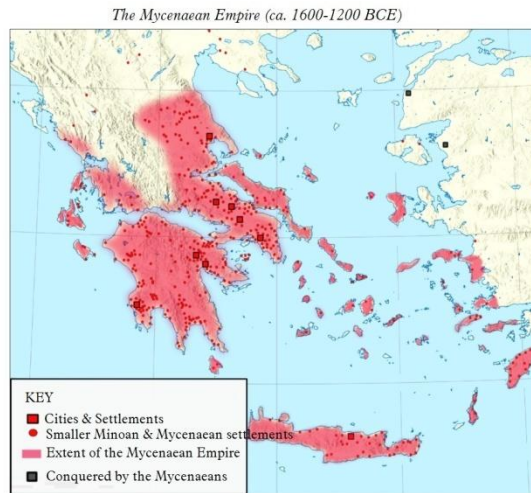 The Mycenaean Empire (ca. 1600-1200 BCE)
KEY
Cities & Settlements
Smaller Minoan & Mycenaean settlements
Extent of the Mycenaean Empire
Conquered by the Mycenaeans